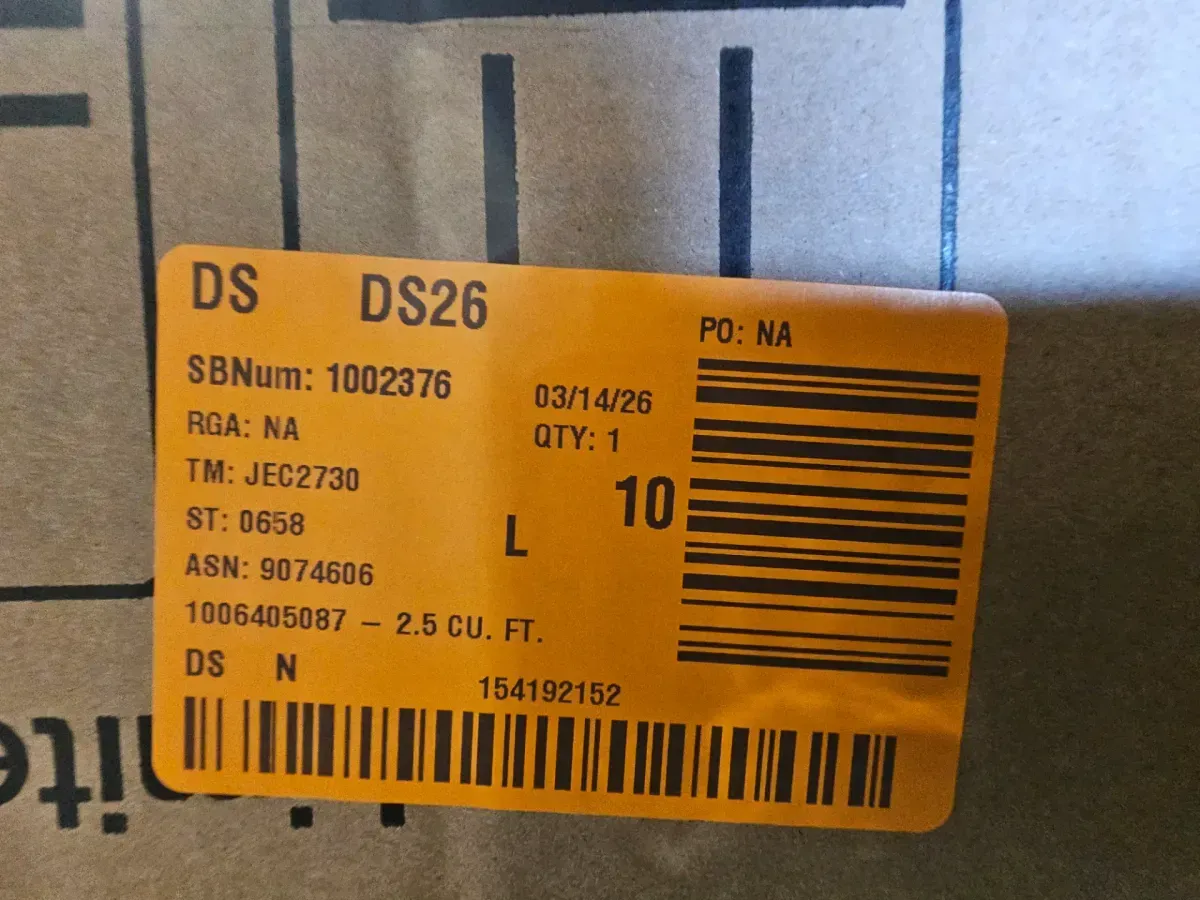 DS DS26
PO: NA
SBNum: 1002376
03/14/26
RGA: NA
QTY: 1
TM: JEC2730
10
ST: 0658
L
ASN: 9074606
1006405087 – 2.5 CU. FT.
DS N
154192152